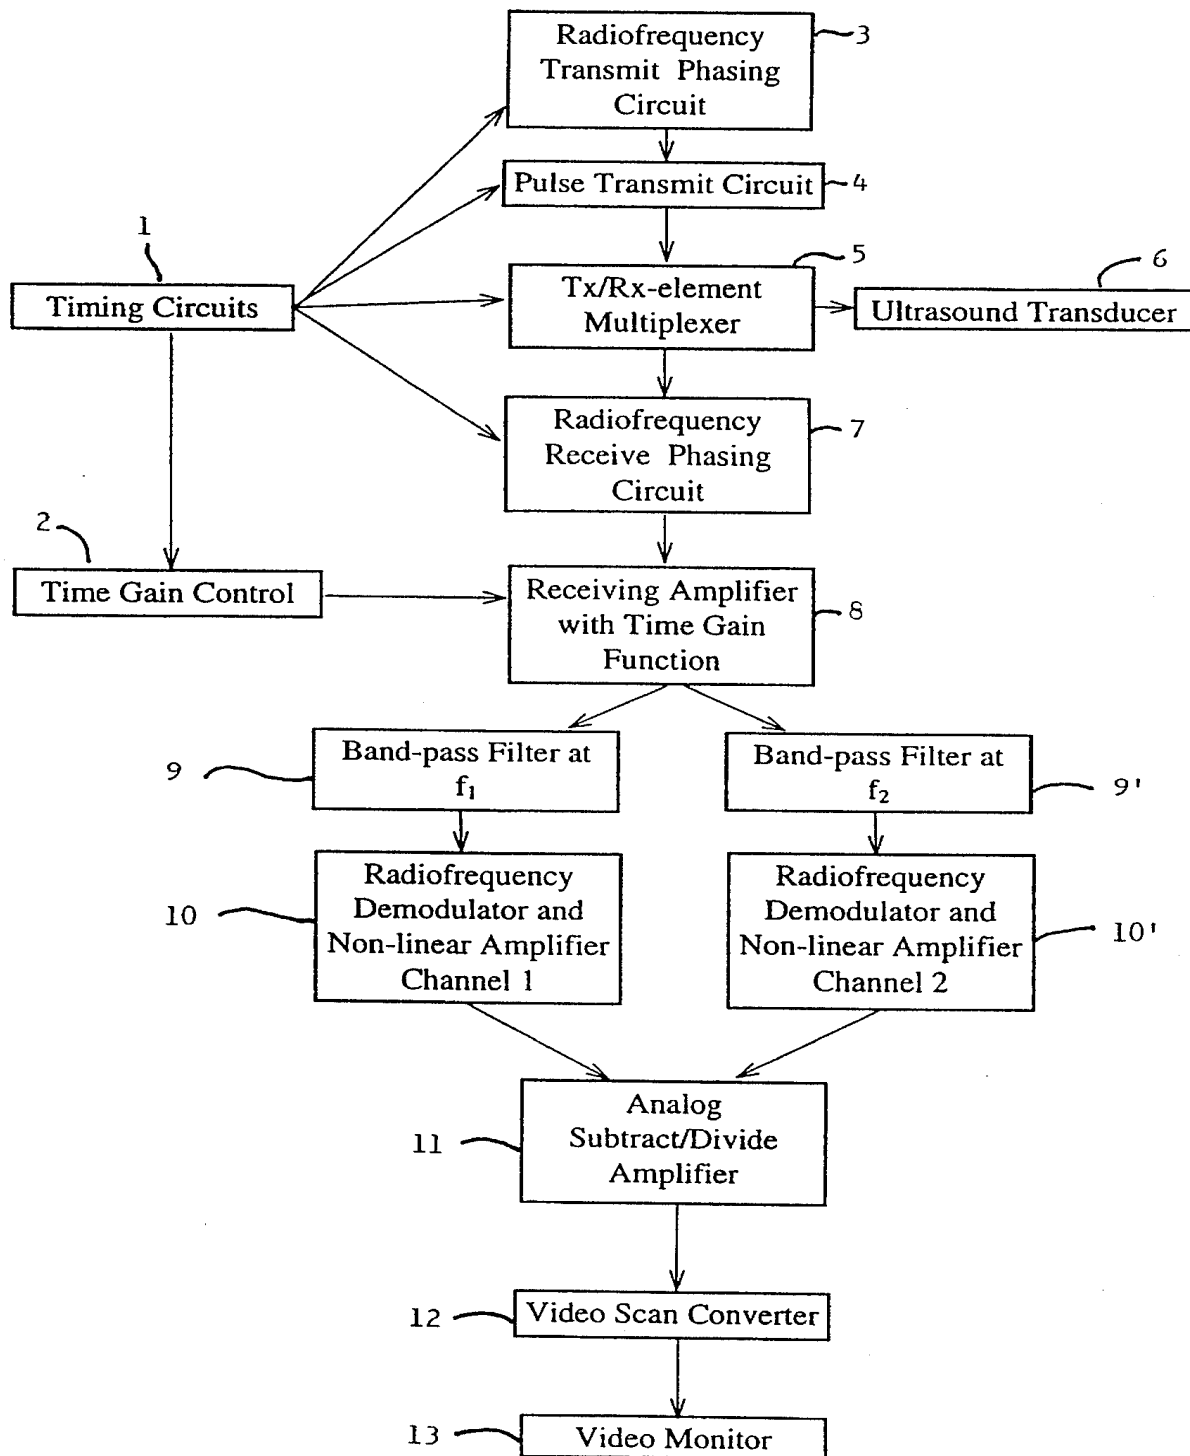 Radiofrequency
Transmit Phasing
Circuit
3
Pulse Transmit Circuit
4
1
Timing Circuits
5
Tx/Rx-element
Multiplexer
6
Ultrasound Transducer
Radiofrequency
Receive Phasing
Circuit
7
2
Time Gain Control
Receiving Amplifier
with Time Gain
Function
8
9
Band-pass Filter at
f₁
Band-pass Filter at
f₂
9'
10
Radiofrequency
Demodulator and
Non-linear Amplifier
Channel 1
Radiofrequency
Demodulator and
Non-linear Amplifier
Channel 2
10'
11
Analog
Subtract/Divide
Amplifier
12
Video Scan Converter
13
Video Monitor